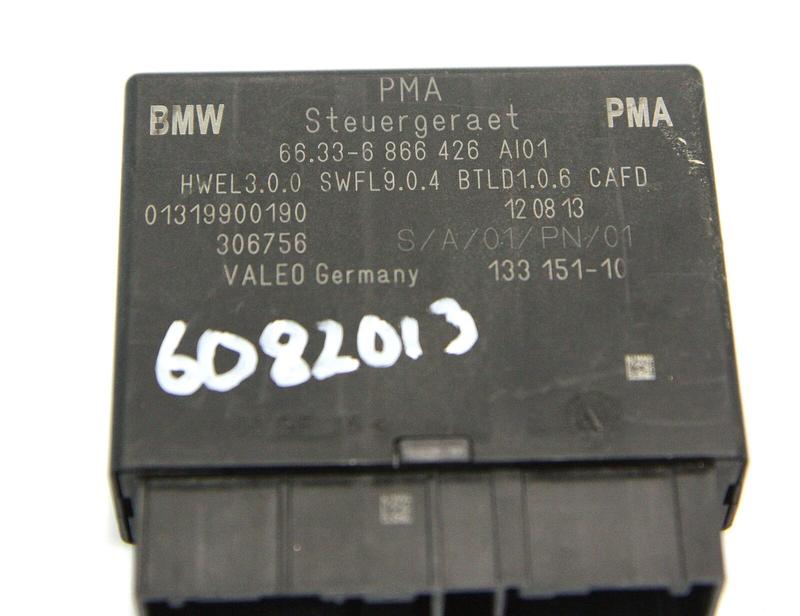 PMA
BMW Steuergeraet PMA
66.33-6 866 426 AI01
HWEL3.0.0 SWFL9.0.4 BTLD1.0.6 CAFD
01319900190 12 08 13
306756 S/A/01/PN/01
VALEO Germany 133 151-10
6082013